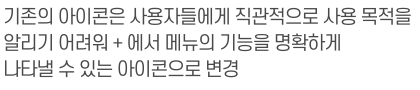 기존의 아이콘은 사용자들에게 직관적으로 사용 목적을
알리기 어려워 + 에서 메뉴의 기능을 명확하게
나타낼 수 있는 아이콘으로 변경